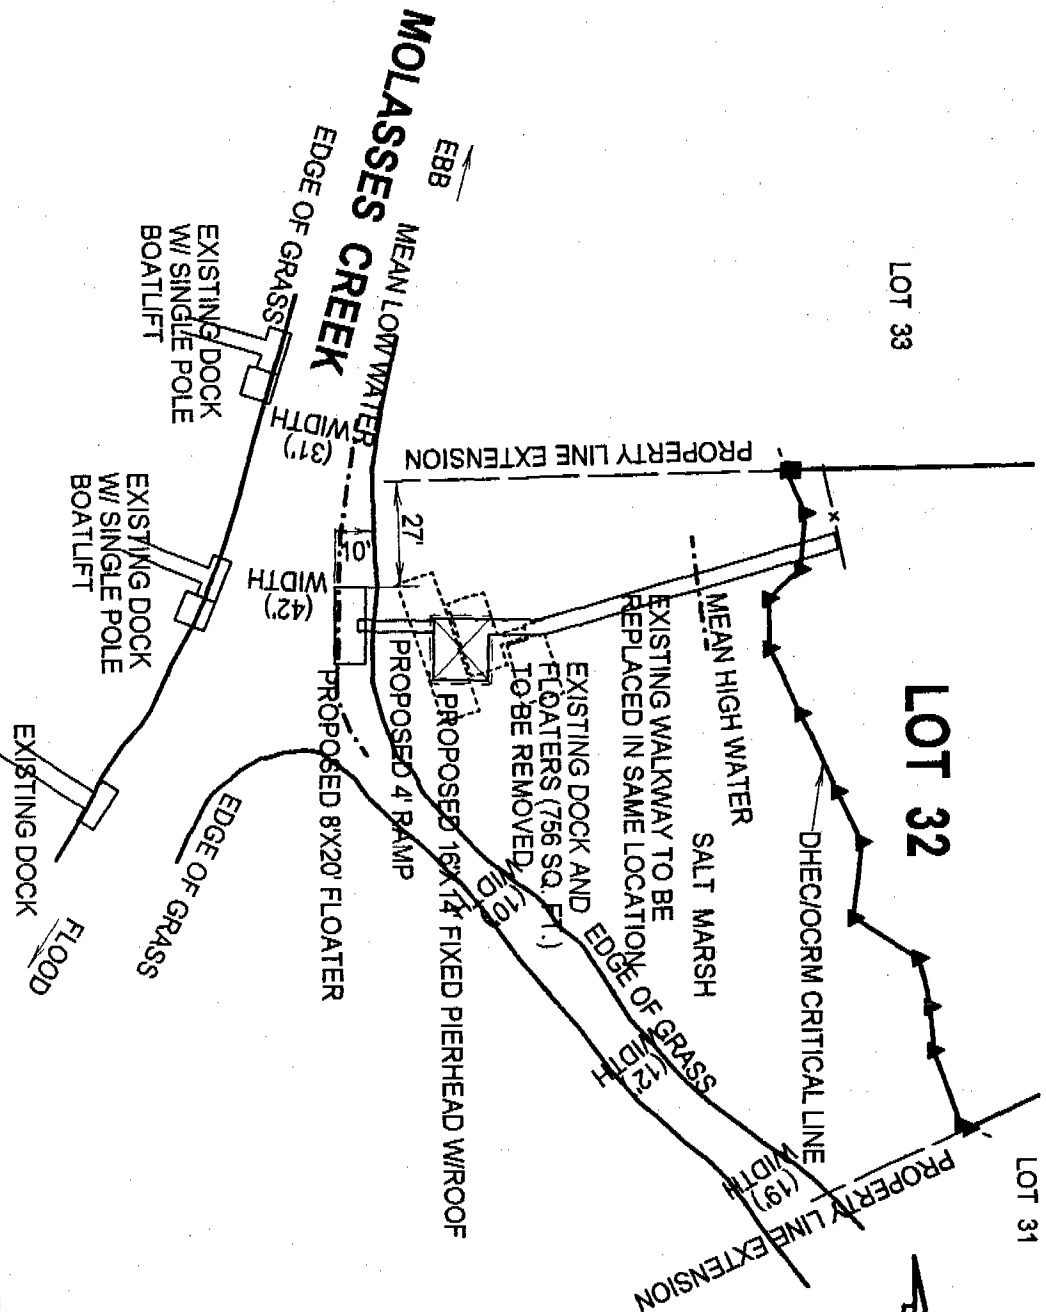 MOLASSES CREEK
EBB
EDGE OF GRASS
MEAN LOW WATER
EXISTING DOCK
W/ SINGLE POLE
BOATLIFT
EXISTING DOCK
W/ SINGLE POLE
BOATLIFT
EXISTING DOCK
FLOOD
EDGE OF GRASS
WIDTH
(31')
WIDTH
(42')
10'
27'
PROPERTY LINE EXTENSION
LOT 33
LOT 32
LOT 31
MEAN HIGH WATER
SALT MARSH
DHEC/OCRM CRITICAL LINE
EXISTING WALKWAY TO BE
REPLACED IN SAME LOCATION
EXISTING DOCK AND
FLOATERS (756 SQ. FT.)
TO BE REMOVED
PROPOSED 16'X14' FIXED PIERHEAD W/ROOF
PROPOSED 4' RAMP
PROPOSED 8'X20' FLOATER
WIDTH
(10')
EDGE OF GRASS
WIDTH
(12')
WIDTH
(19')
PROPERTY LINE EXTENSION